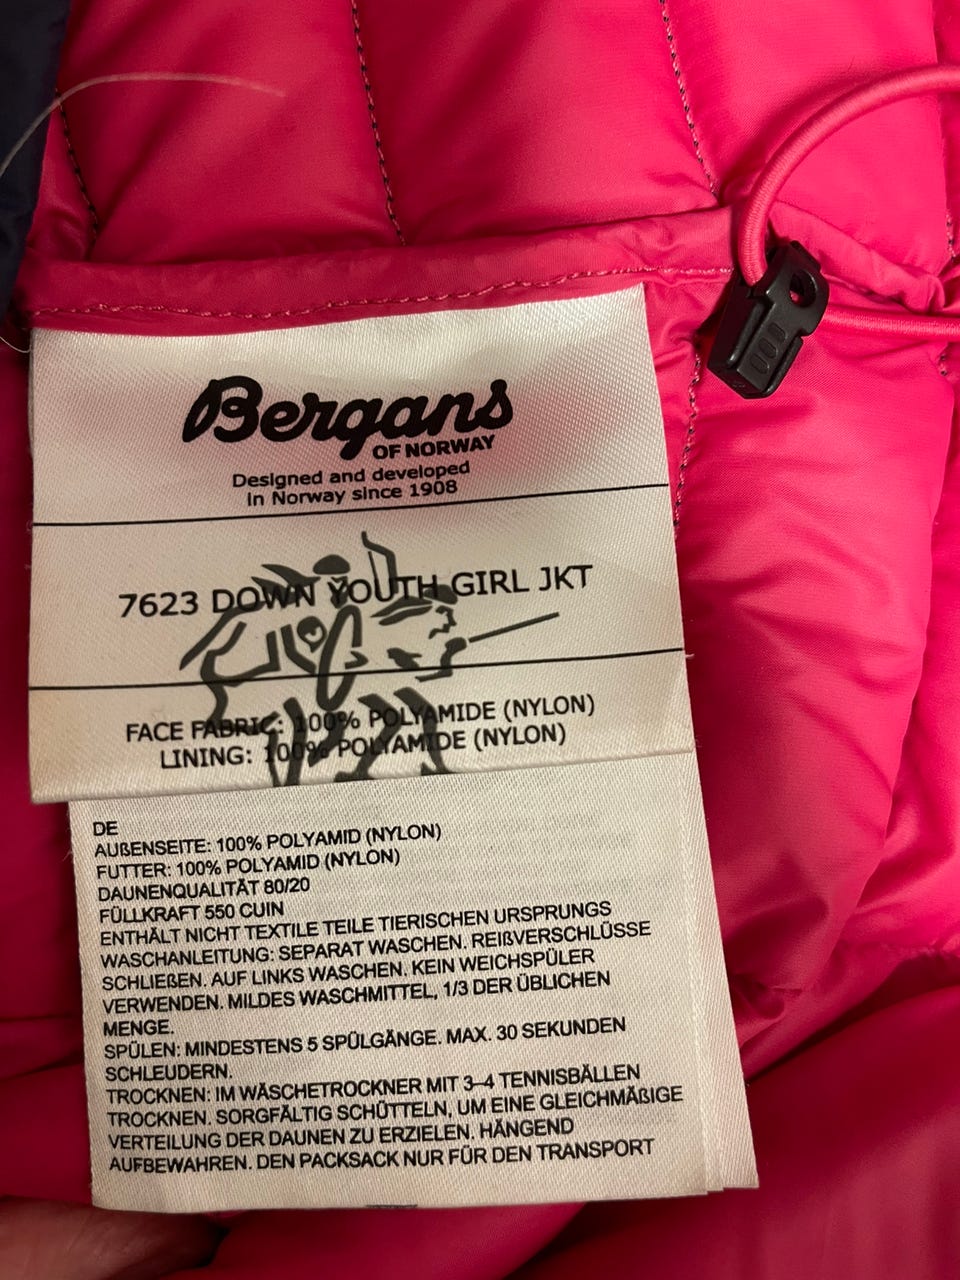 Bergans
OF NORWAY
Designed and developed
in Norway since 1908
7623 DOWN YOUTH GIRL JKT
FACE FABRIC: 100% POLYAMIDE (NYLON)
LINING: 100% POLYAMIDE (NYLON)
DE
AUßENSEITE: 100% POLYAMID (NYLON)
FUTTER: 100% POLYAMID (NYLON)
DAUNENQUALITÄT 80/20
FÜLLKRAFT 550 CUIN
ENTHÄLT NICHT TEXTILE TEILE TIERISCHEN URSPRUNGS
WASCHANLEITUNG: SEPARAT WASCHEN. REIßVERSCHLÜSSE
SCHLIEßEN. AUF LINKS WASCHEN. KEIN WEICHSPÜLER
VERWENDEN. MILDES WASCHMITTEL, 1/3 DER ÜBLICHEN
MENGE.
SPÜLEN: MINDESTENS 5 SPÜLGÄNGE. MAX. 30 SEKUNDEN
SCHLEUDERN.
TROCKNEN: IM WÄSCHETROCKNER MIT 3–4 TENNISBÄLLEN
TROCKNEN. SORGFÄLTIG SCHÜTTELN, UM EINE GLEICHMÄßIGE
VERTEILUNG DER DAUNEN ZU ERZIELEN. HÄNGEND
AUFBEWAHREN. DEN PACKSACK NUR FÜR DEN TRANSPORT